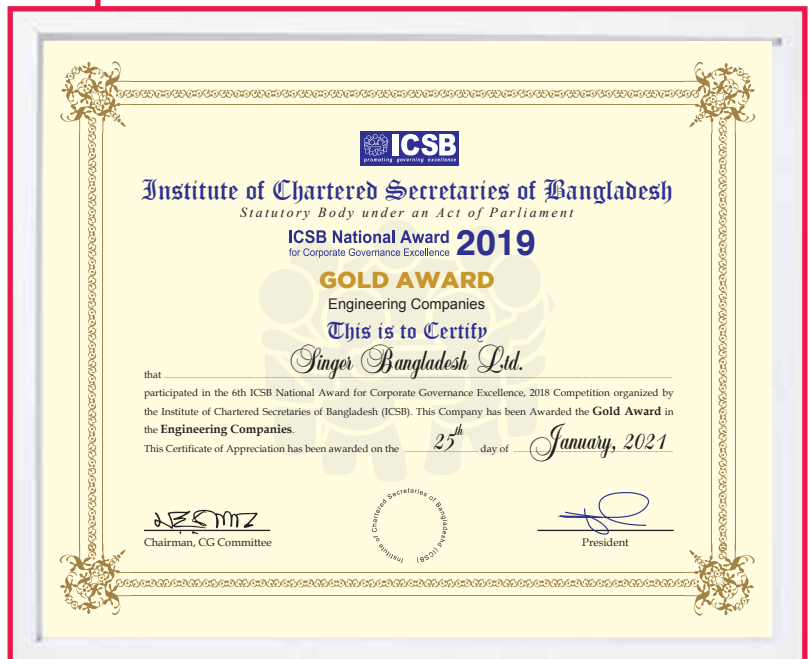 ICSB
promoting governing excellence
Institute of Chartered Secretaries of Bangladesh
Statutory Body under an Act of Parliament
ICSB National Award 2019
for Corporate Governance Excellence
GOLD AWARD
Engineering Companies
This is to Certify
that Singer Bangladesh Ltd.
participated in the 6th ICSB National Award for Corporate Governance Excellence, 2018 Competition organized by
the Institute of Chartered Secretaries of Bangladesh (ICSB). This Company has been Awarded the Gold Award in
the Engineering Companies.
This Certificate of Appreciation has been awarded on the 25th day of January, 2021
Institute of Chartered Secretaries of Bangladeshd (ICSB)
Chairman, CG Committee
President